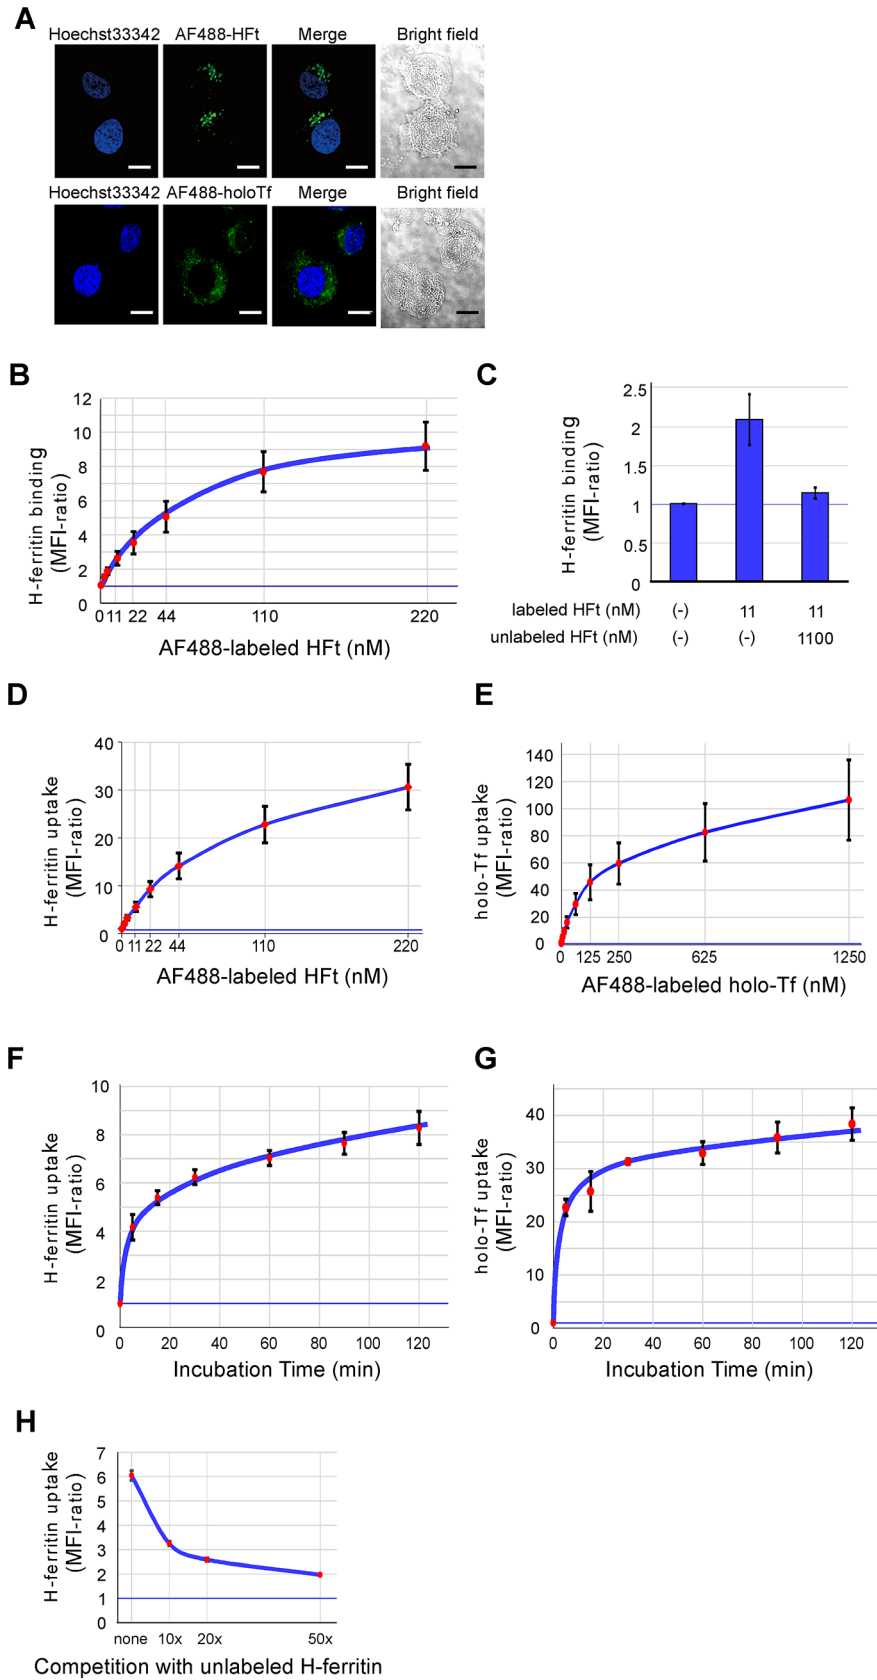 A
Hoechst33342 AF488-HFt Merge Bright field
Hoechst33342 AF488-holoTf Merge Bright field
B
H-ferritin binding
(MFI-ratio)
12
10
8
6
4
2
0
0 11 22 44 110 220
AF488-labeled HFt (nM)
C
H-ferritin binding
(MFI-ratio)
2.5
2
1.5
1
0.5
0
labeled HFt (nM) (-) 11 11
unlabeled HFt (nM) (-) (-) 1100
D
H-ferritin uptake
(MFI-ratio)
40
30
20
10
0
0 11 22 44 110 220
AF488-labeled HFt (nM)
E
holo-Tf uptake
(MFI-ratio)
140
120
100
80
60
40
20
0
0 125 250 625 1250
AF488-labeled holo-Tf (nM)
F
H-ferritin uptake
(MFI-ratio)
10
8
6
4
2
0
0 20 40 60 80 100 120
Incubation Time (min)
G
holo-Tf uptake
(MFI-ratio)
40
30
20
10
0
0 20 40 60 80 100 120
Incubation Time (min)
H
H-ferritin uptake
(MFI-ratio)
7
6
5
4
3
2
1
0
none 10x 20x 50x
Competition with unlabeled H-ferritin